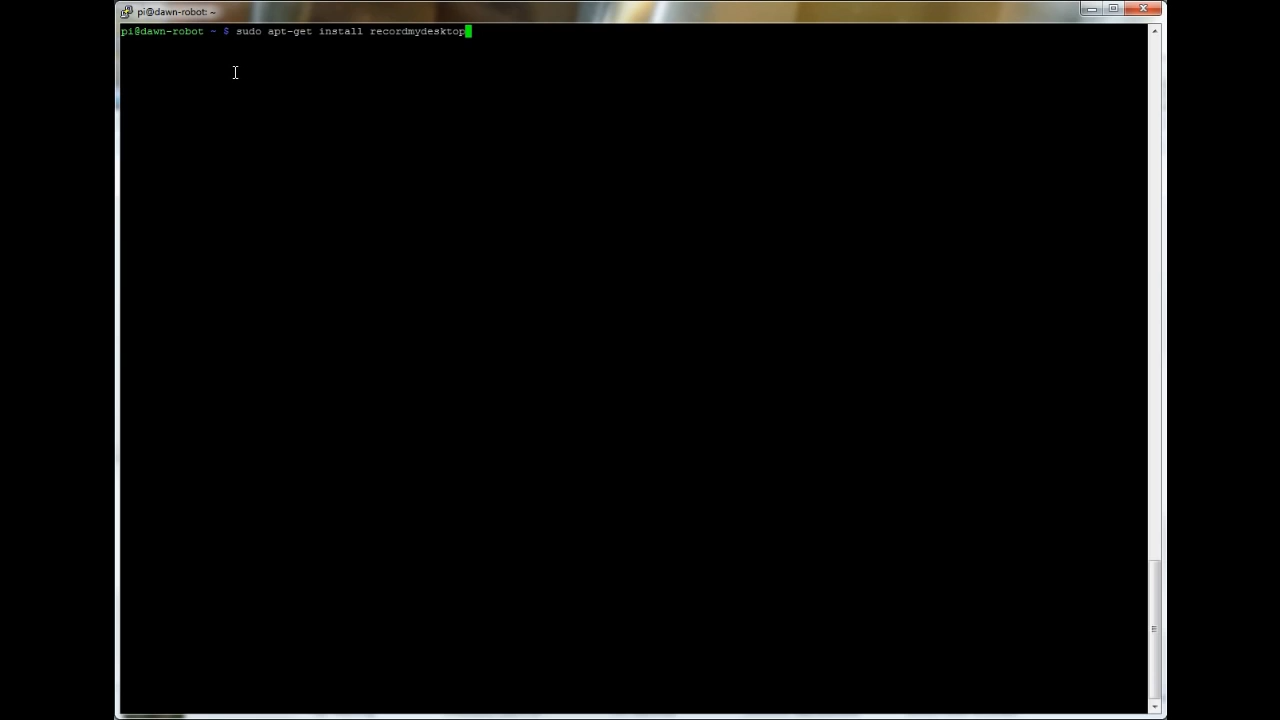 pi@dawn-robot: ~
pi@dawn-robot ~ $ sudo apt-get install recordmydesktop